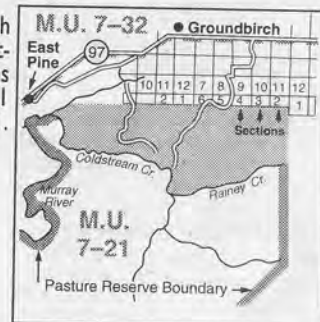 M.U. 7-32
Groundbirch
East
Pine
97
10 11 12 7 8 9 10 11 12
2 1 6 5 4 3 2 1
Sections
Coldstream Cr.
Rainey Cr.
Murray
River
M.U.
7-21
Pasture Reserve Boundary